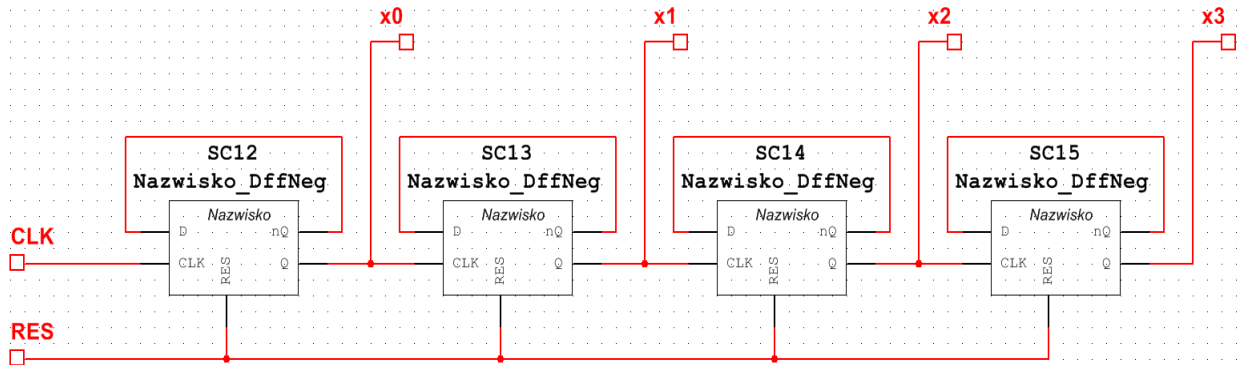 x0 x1 x2 x3
SC12 SC13 SC14 SC15
Nazwisko_DffNeg Nazwisko_DffNeg Nazwisko_DffNeg Nazwisko_DffNeg
Nazwisko Nazwisko Nazwisko Nazwisko
D nQ D nQ D nQ D nQ
CLK
CLK Q CLK Q CLK Q CLK Q
RES RES RES RES
RES